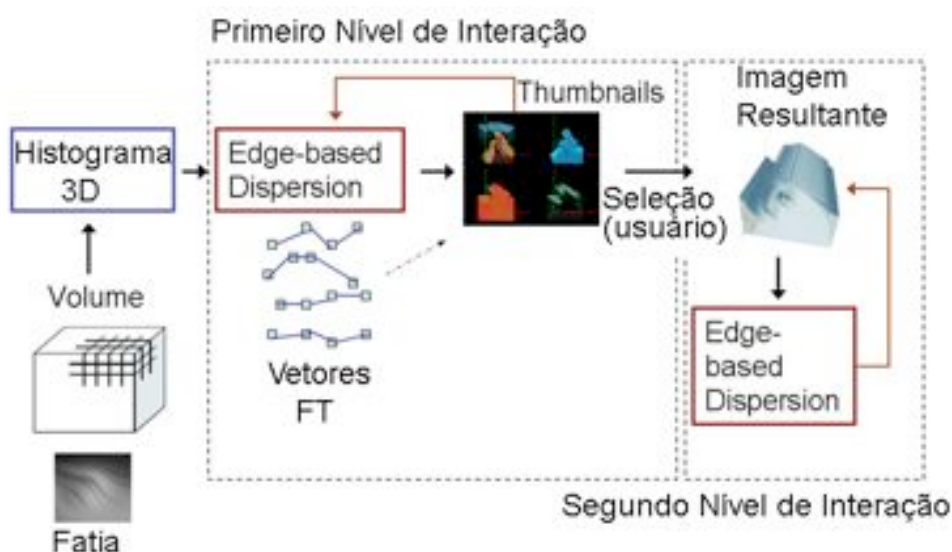 Primeiro Nível de Interação
Histograma
3D
Volume
Fatia
Edge-based
Dispersion
Vetores
FT
Thumbnails
Seleção
(usuário)
Imagem
Resultante
Edge-
based
Dispersion
Segundo Nível de Interação